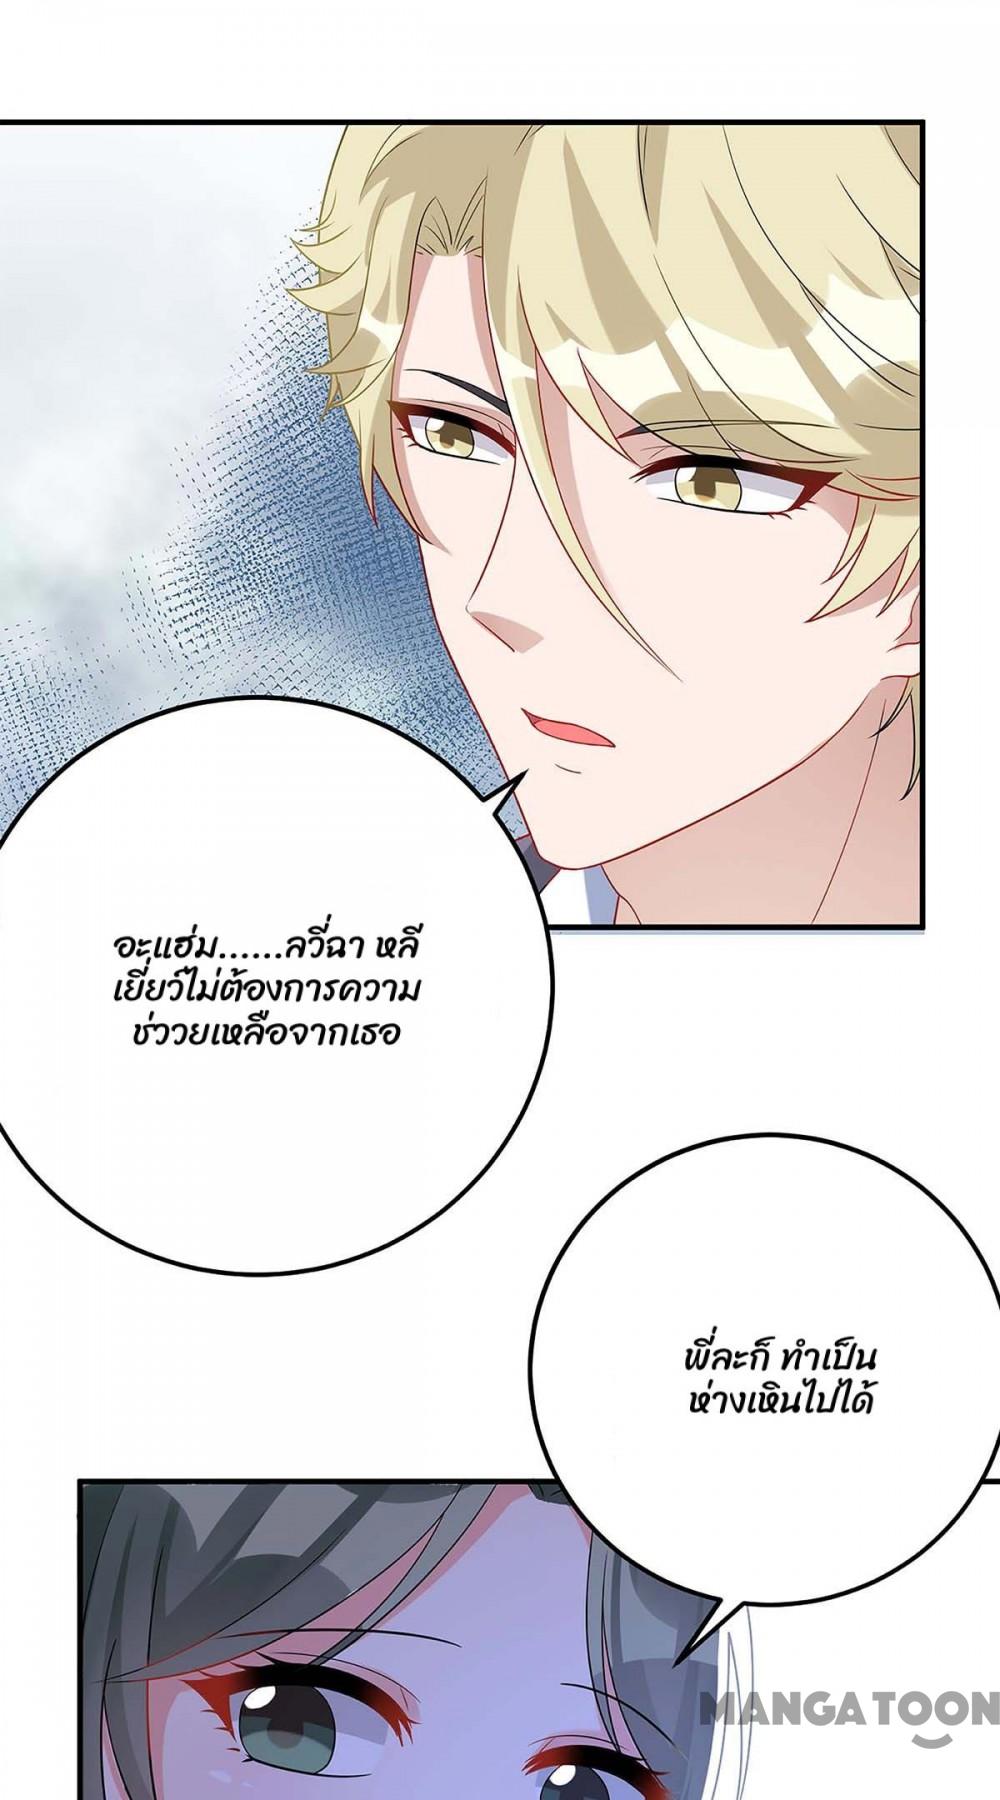 อะแฮ่ม......ลวี่ฉา หลี
เยี่ยว์ไม่ต้องการความ
ช่ววยเหลือจากเธอ
พี่ละก็ ทำเป็น
ห่างเหินไปได้
MANGATOON